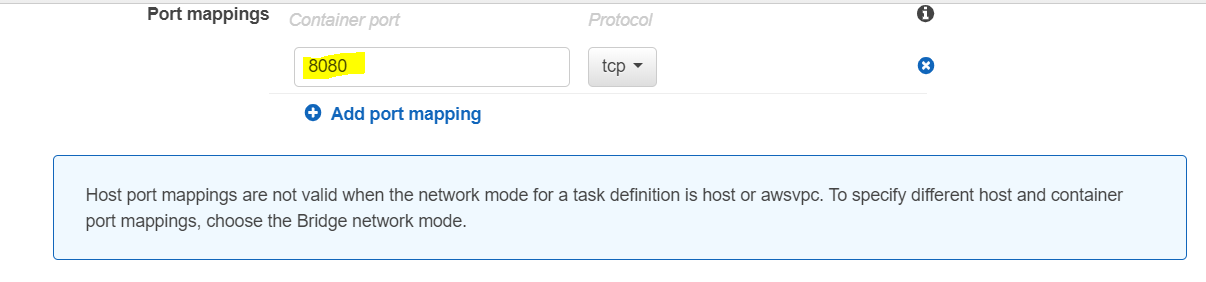 Port mappings Container port Protocol
8080 tcp
Add port mapping
Host port mappings are not valid when the network mode for a task definition is host or awsvpc. To specify different host and container
port mappings, choose the Bridge network mode.